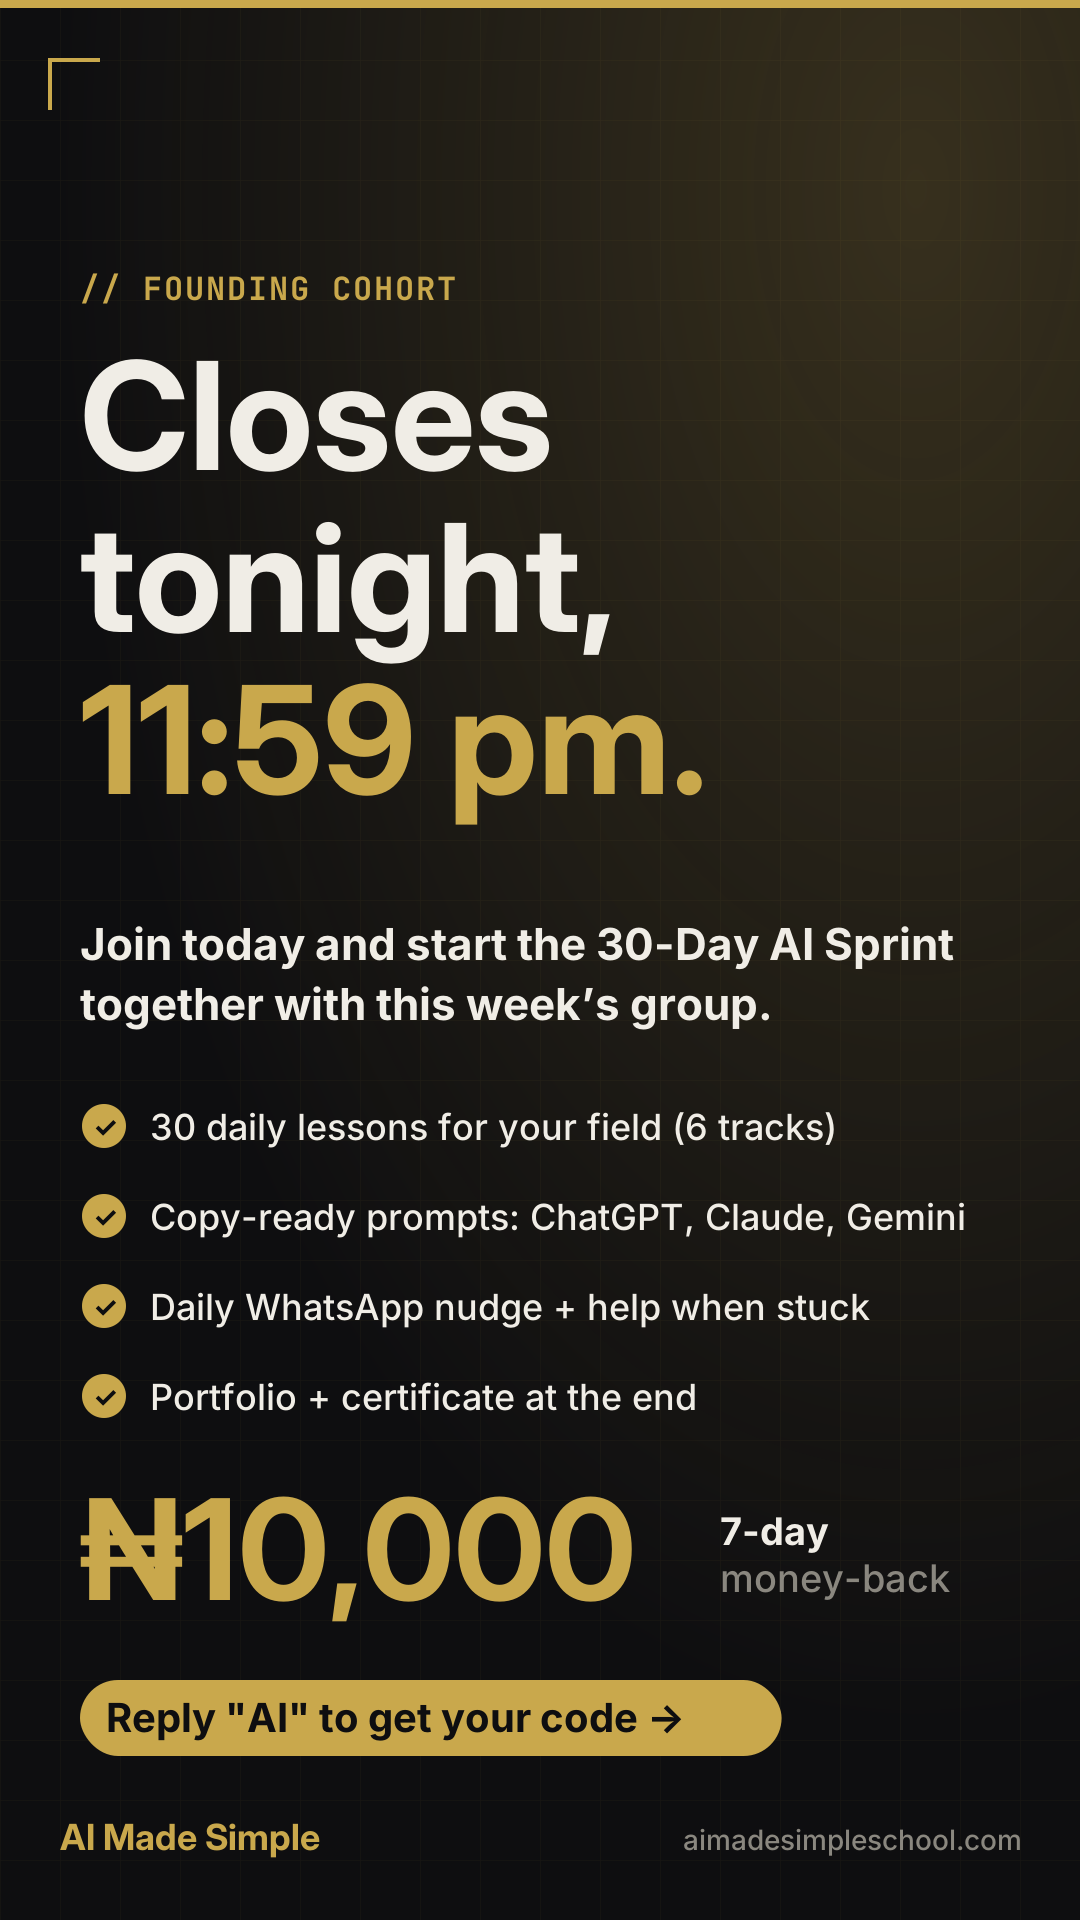 // FOUNDING COHORT
Closes
tonight,
11:59 pm.
Join today and start the 30-Day AI Sprint
together with this week’s group.
30 daily lessons for your field (6 tracks)
Copy-ready prompts: ChatGPT, Claude, Gemini
Daily WhatsApp nudge + help when stuck
Portfolio + certificate at the end
₦10,000
7-day
money-back
Reply "AI" to get your code →
AI Made Simple
aimadesimpleschool.com